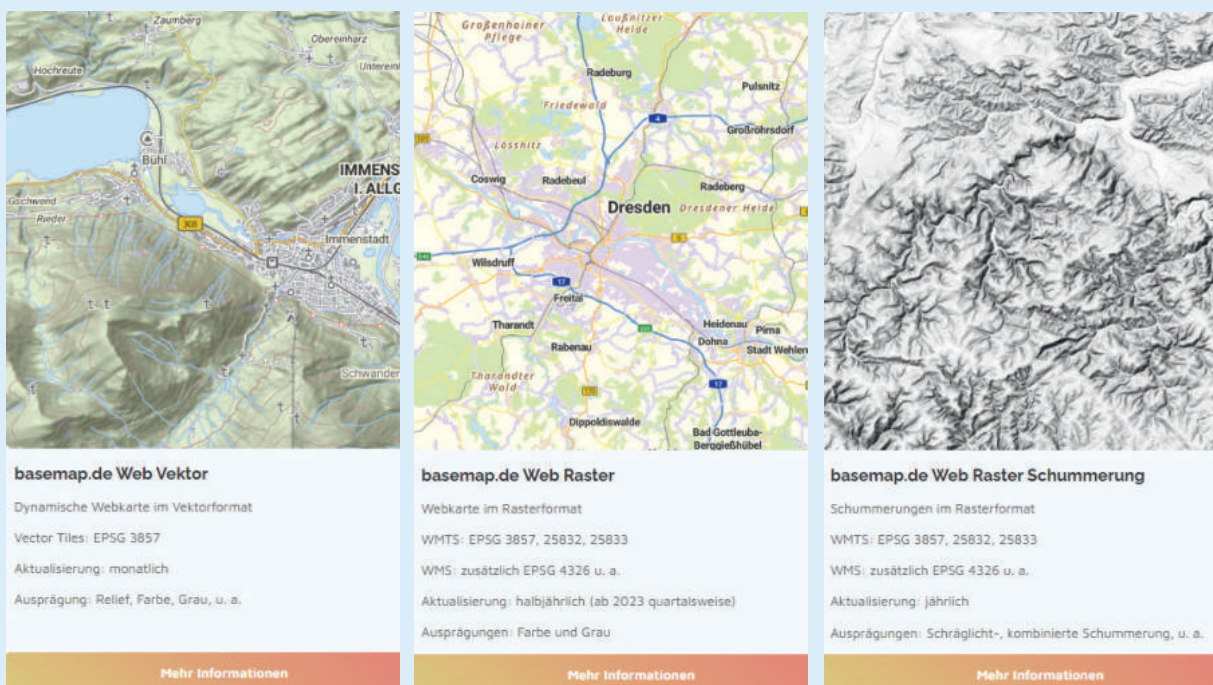 Zaumberg
Obereinharz
Hochreute
Untereinh
Bühl
IMMENS
I. ALLG
Gschwend
Rieder
308
Immenstadt
Schwanden
basemap.de Web Vektor
Dynamische Webkarte im Vektorformat
Vector Tiles: EPSG 3857
Aktualisierung: monatlich
Ausprägung: Relief, Farbe, Grau, u. a.
Mehr Informationen
Großenhainer
Pflege
Laußnitzer
Heide
Radeburg
Pulsnitz
Friedewald
4
Großröhrsdorf
Lösshitz
Coswig
Radebeul
Radeberg
Dresden
Dresdener Heide
6
Wilsdruff
17
Freital
Tharandt
Heidenau
Pirna
Dohna
Rabenau
Stadt Wehlen
Tharandter
Wald
17
170
Dippoldiswalde
Bad Gottleuba-
Berggießhübel
basemap.de Web Raster
Webkarte im Rasterformat
WMTS: EPSG 3857, 25832, 25833
WMS: zusätzlich EPSG 4326 u. a.
Aktualisierung: halbjährlich (ab 2023 quartalsweise)
Ausprägungen: Farbe und Grau
Mehr Informationen
basemap.de Web Raster Schummerung
Schummerungen im Rasterformat
WMTS: EPSG 3857, 25832, 25833
WMS: zusätzlich EPSG 4326 u. a.
Aktualisierung: jährlich
Ausprägungen: Schräglicht-, kombinierte Schummerung, u. a.
Mehr Informationen